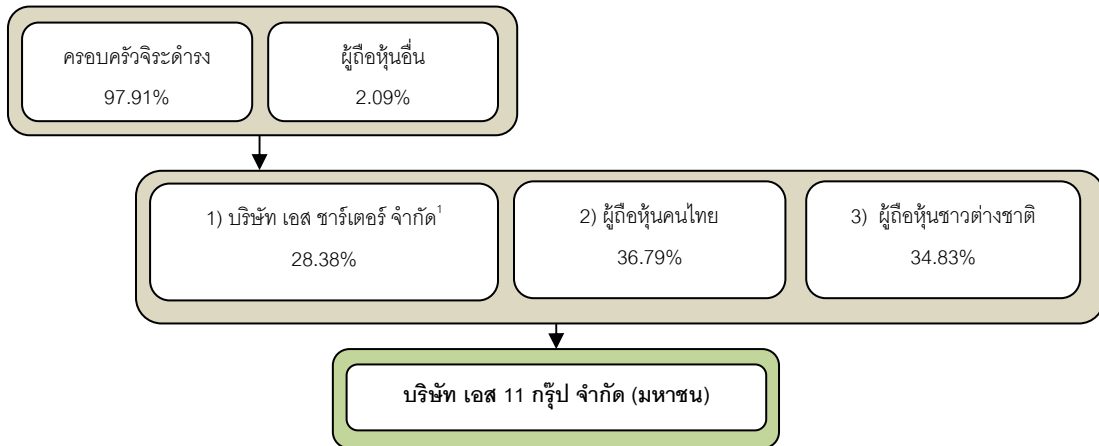 ครอบครัวจิระดำรง
97.91%
ผู้ถือหุ้นอื่น
2.09%
1) บริษัท เอส ชาร์เตอร์ จำกัด¹
28.38%
2) ผู้ถือหุ้นคนไทย
36.79%
3) ผู้ถือหุ้นชาวต่างชาติ
34.83%
บริษัท เอส 11 กรุ๊ป จำกัด (มหาชน)